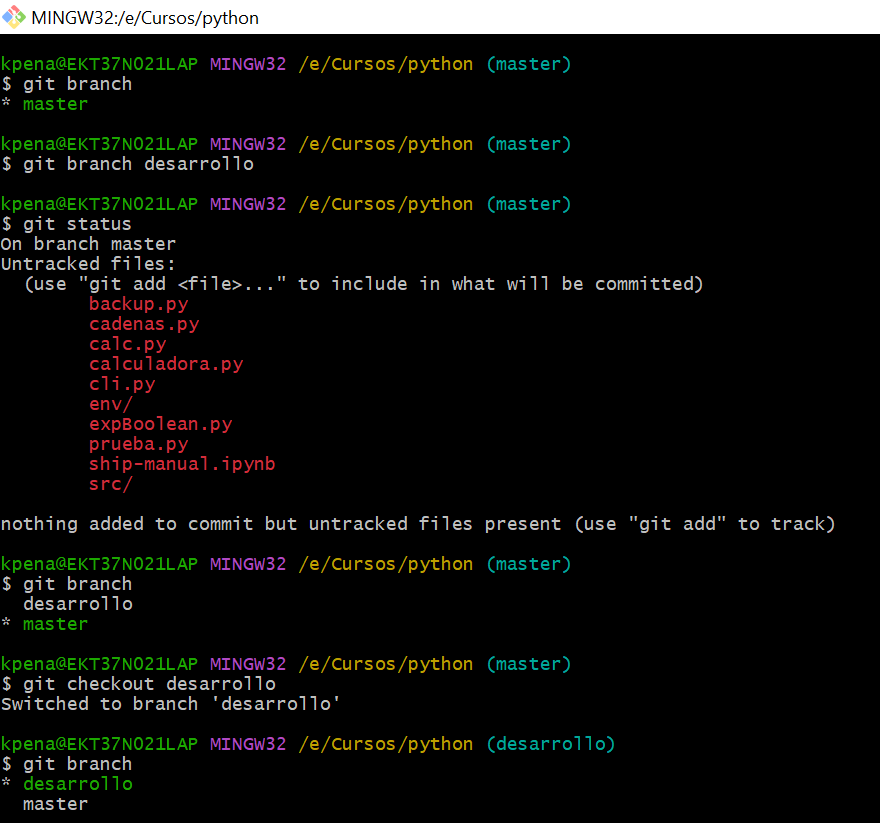 MINGW32:/e/Cursos/python
kpena@EKT37N021LAP MINGW32 /e/Cursos/python (master)
$ git branch
* master
kpena@EKT37N021LAP MINGW32 /e/Cursos/python (master)
$ git branch desarrollo
kpena@EKT37N021LAP MINGW32 /e/Cursos/python (master)
$ git status
On branch master
Untracked files:
  (use "git add <file>..." to include in what will be committed)
        backup.py
        cadenas.py
        calc.py
        calculadora.py
        cli.py
        env/
        expBoolean.py
        prueba.py
        ship-manual.ipynb
        src/
nothing added to commit but untracked files present (use "git add" to track)
kpena@EKT37N021LAP MINGW32 /e/Cursos/python (master)
$ git branch
  desarrollo
* master
kpena@EKT37N021LAP MINGW32 /e/Cursos/python (master)
$ git checkout desarrollo
Switched to branch 'desarrollo'
kpena@EKT37N021LAP MINGW32 /e/Cursos/python (desarrollo)
$ git branch
* desarrollo
  master